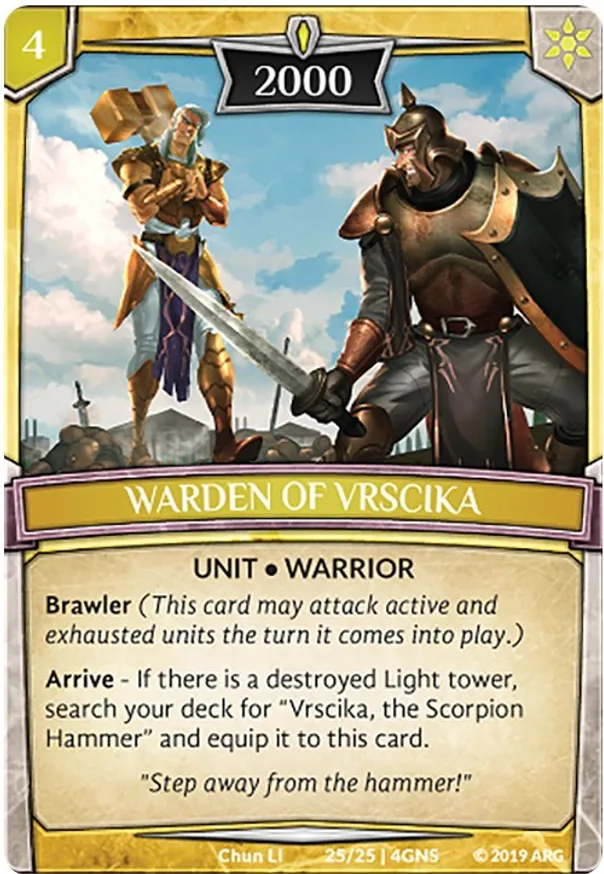 4
2000
WARDEN OF VRSCIKA
UNIT • WARRIOR
Brawler (This card may attack active and
exhausted units the turn it comes into play.)
Arrive - If there is a destroyed Light tower,
search your deck for “Vrscika, the Scorpion
Hammer” and equip it to this card.
"Step away from the hammer!"
Chun LI 25/25 | 4GNS © 2019 ARG